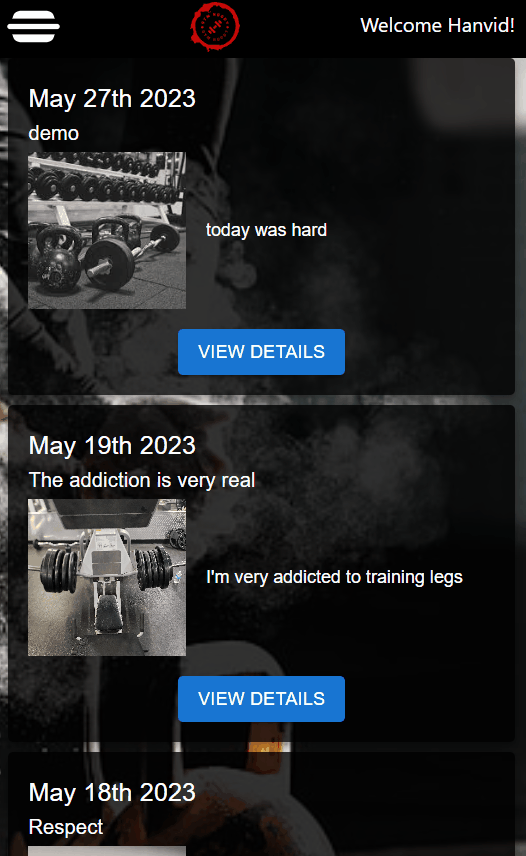 Welcome Hanvid!
May 27th 2023
demo
today was hard
VIEW DETAILS
May 19th 2023
The addiction is very real
I'm very addicted to training legs
VIEW DETAILS
May 18th 2023
Respect